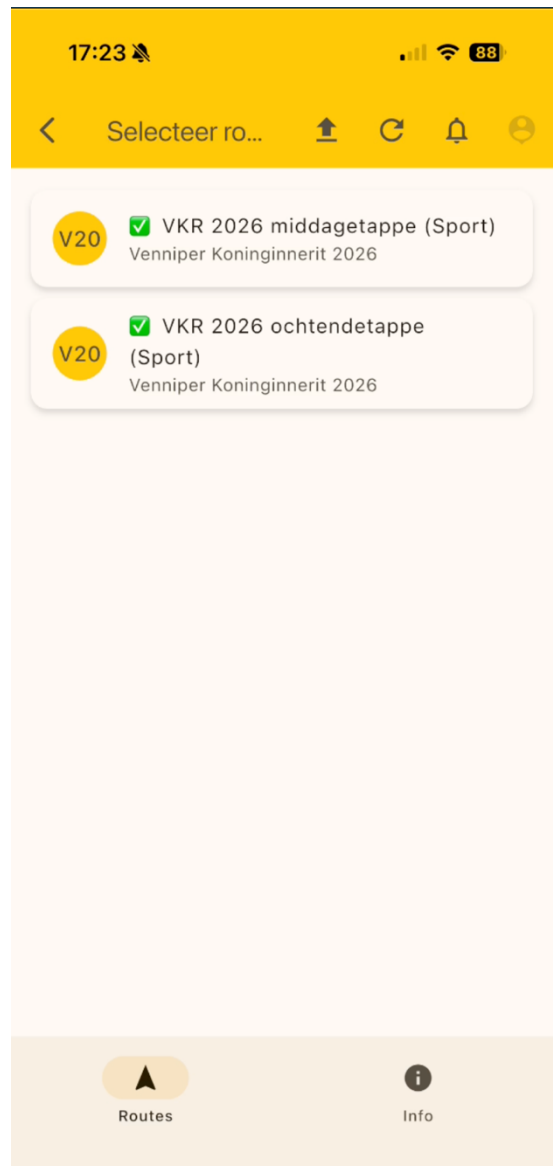 17:23
88
Selecteer ro...
V20
✅ VKR 2026 middagetappe (Sport)
Venniper Koninginnerit 2026
V20
✅ VKR 2026 ochtendetappe
(Sport)
Venniper Koninginnerit 2026
Routes
Info